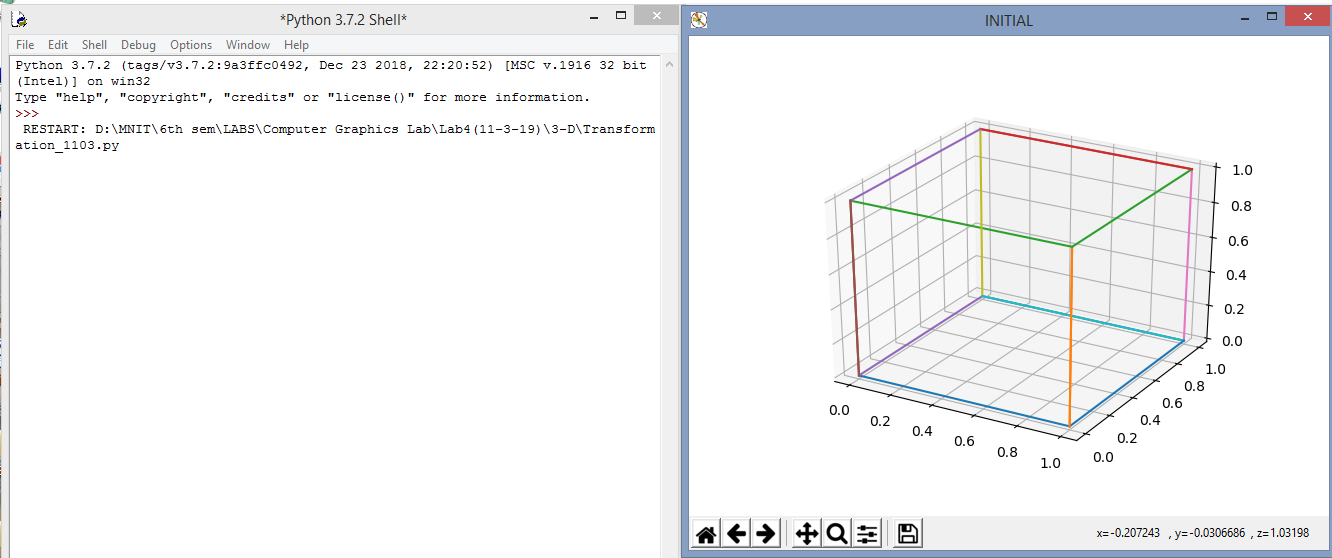 *Python 3.7.2 Shell*
File Edit Shell Debug Options Window Help
Python 3.7.2 (tags/v3.7.2:9a3ffc0492, Dec 23 2018, 22:20:52) [MSC v.1916 32 bit
(Intel)] on win32
Type "help", "copyright", "credits" or "license()" for more information.
>>>
 RESTART: D:\MNIT\6th sem\LABS\Computer Graphics Lab\Lab4(11-3-19)\3-D\Transform
ation_1103.py
INITIAL
1.0
0.8
0.6
0.4
0.2
0.0
0.0 0.2 0.4 0.6 0.8 1.0
0.0 0.2 0.4 0.6 0.8 1.0
x=-0.207243 , y=-0.0306686 , z=1.03198